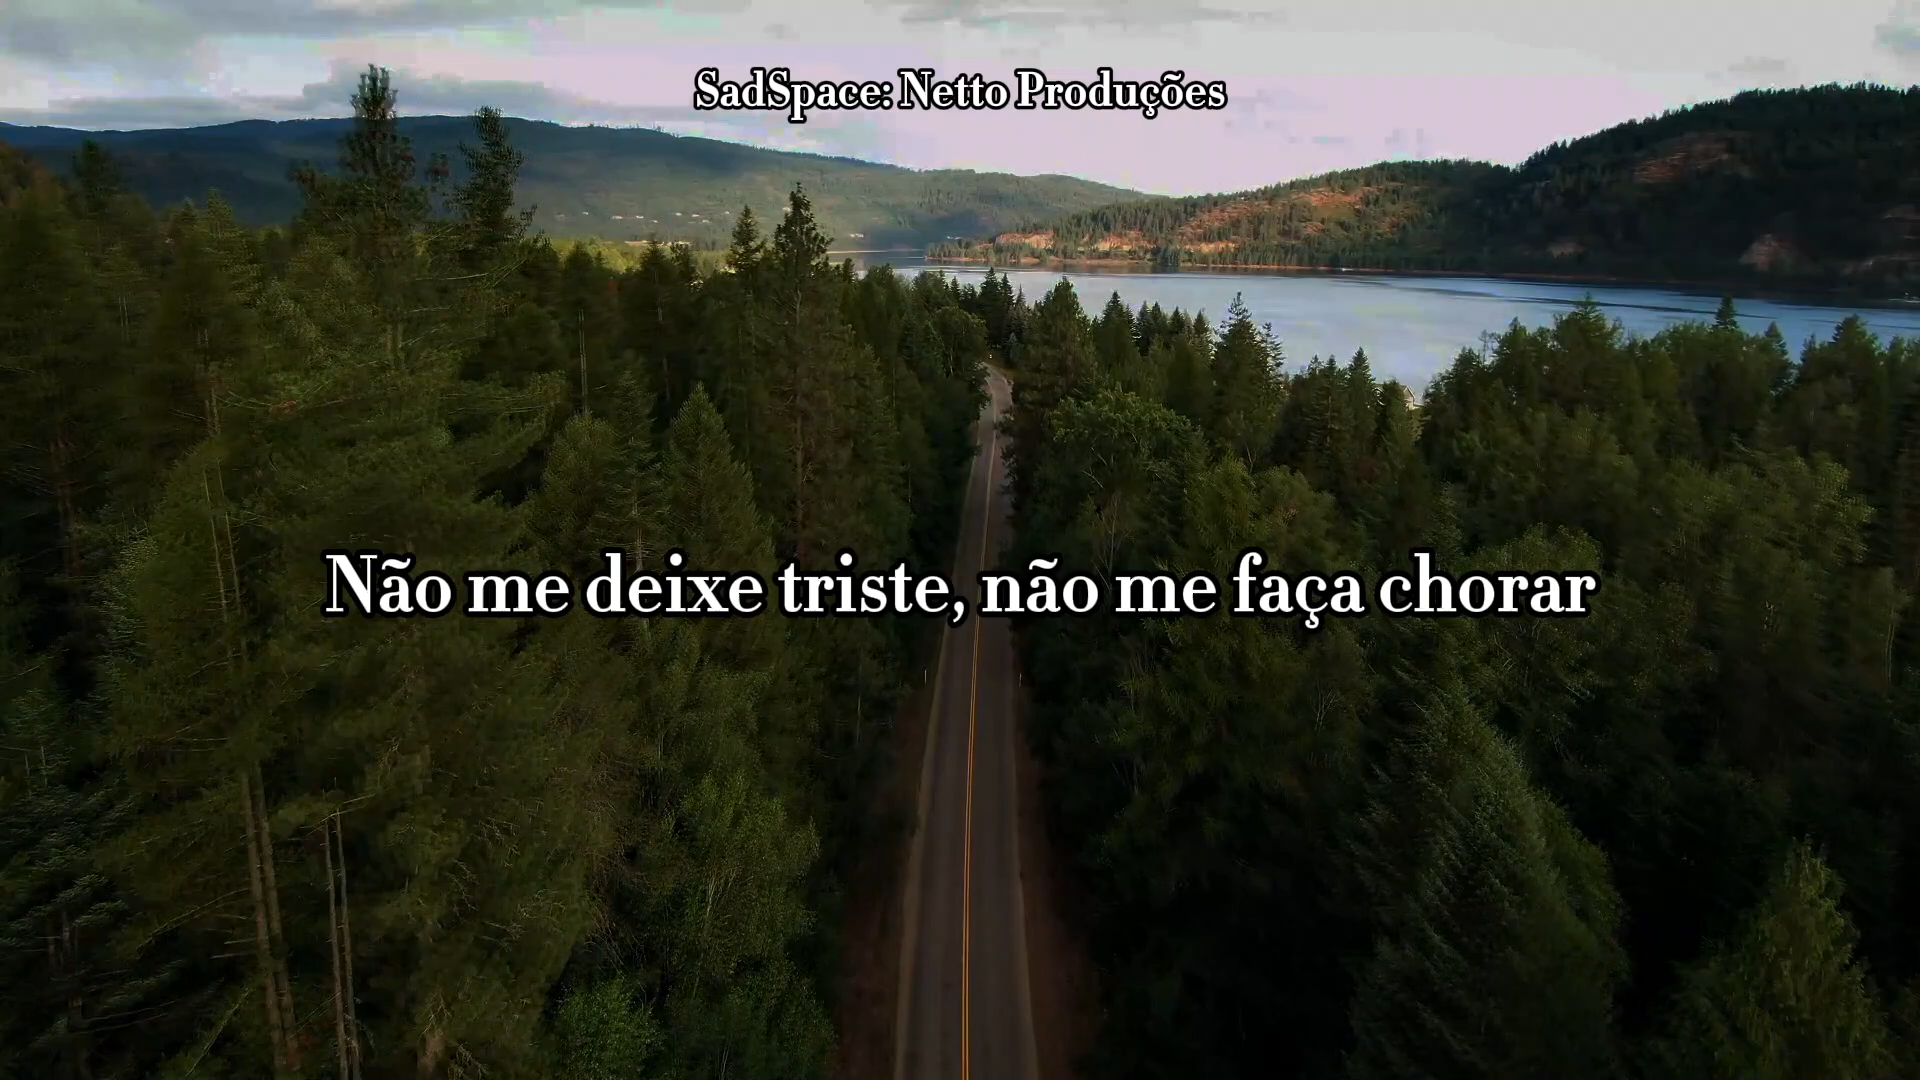 SadSpace: Netto Produções
Não me deixe triste, não me faça chorar